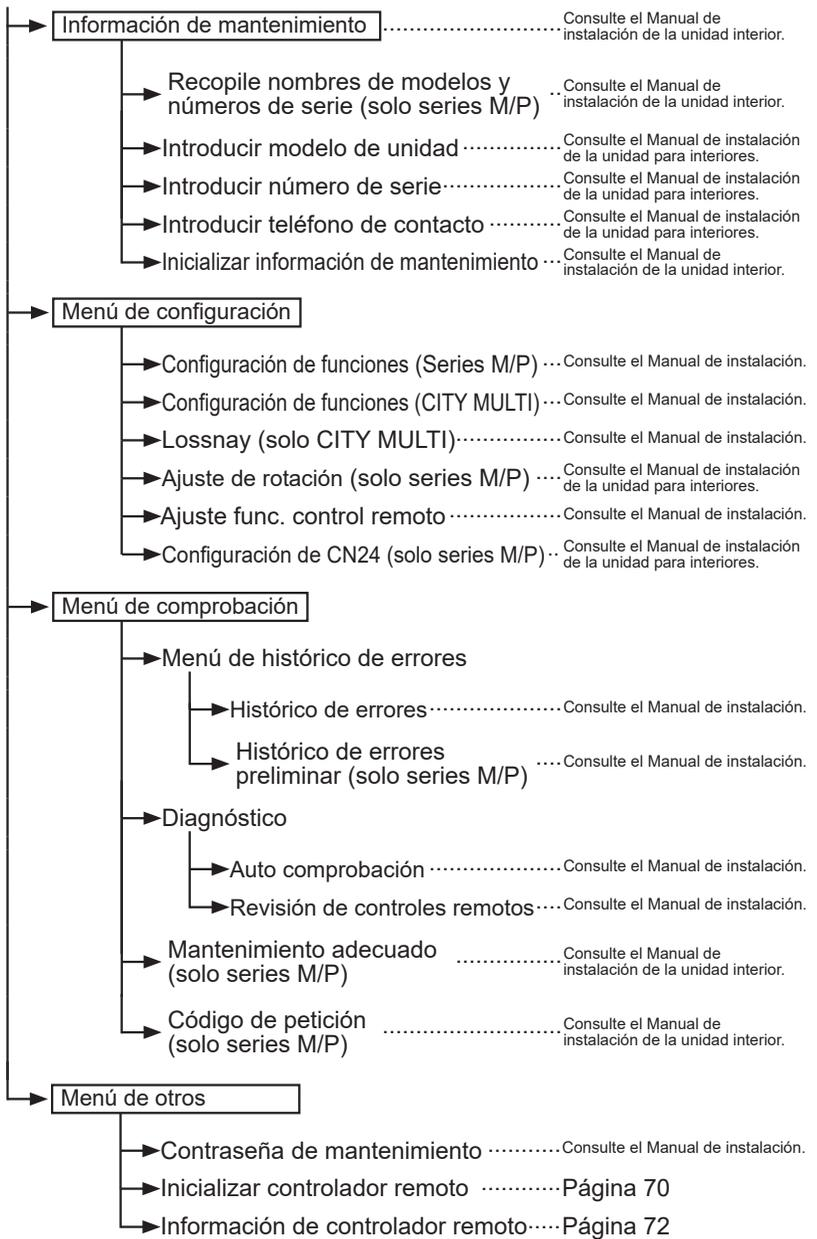 Información de mantenimiento
Consulte el Manual de
instalación de la unidad interior.
Recopile nombres de modelos y
números de serie (solo series M/P)
Consulte el Manual de
instalación de la unidad interior.
Introducir modelo de unidad
Consulte el Manual de instalación
de la unidad para interiores.
Introducir número de serie
Consulte el Manual de instalación
de la unidad para interiores.
Introducir teléfono de contacto
Consulte el Manual de instalación
de la unidad para interiores.
Inicializar información de mantenimiento
Consulte el Manual de
instalación de la unidad interior.
Menú de configuración
Configuración de funciones (Series M/P)
Consulte el Manual de instalación.
Configuración de funciones (CITY MULTI)
Consulte el Manual de instalación.
Lossnay (solo CITY MULTI)
Consulte el Manual de instalación.
Ajuste de rotación (solo series M/P)
Consulte el Manual de instalación
de la unidad para interiores.
Ajuste func. control remoto
Consulte el Manual de instalación.
Configuración de CN24 (solo series M/P)
Consulte el Manual de instalación
de la unidad para interiores.
Menú de comprobación
Menú de histórico de errores
Histórico de errores
Consulte el Manual de instalación.
Histórico de errores
preliminar (solo series M/P)
Consulte el Manual de instalación.
Diagnóstico
Auto comprobación
Consulte el Manual de instalación.
Revisión de controles remotos
Consulte el Manual de instalación.
Mantenimiento adecuado
(solo series M/P)
Consulte el Manual de
instalación de la unidad interior.
Código de petición
(solo series M/P)
Consulte el Manual de
instalación de la unidad interior.
Menú de otros
Contraseña de mantenimiento
Consulte el Manual de instalación.
Inicializar controlador remoto
Página 70
Información de controlador remoto
Página 72